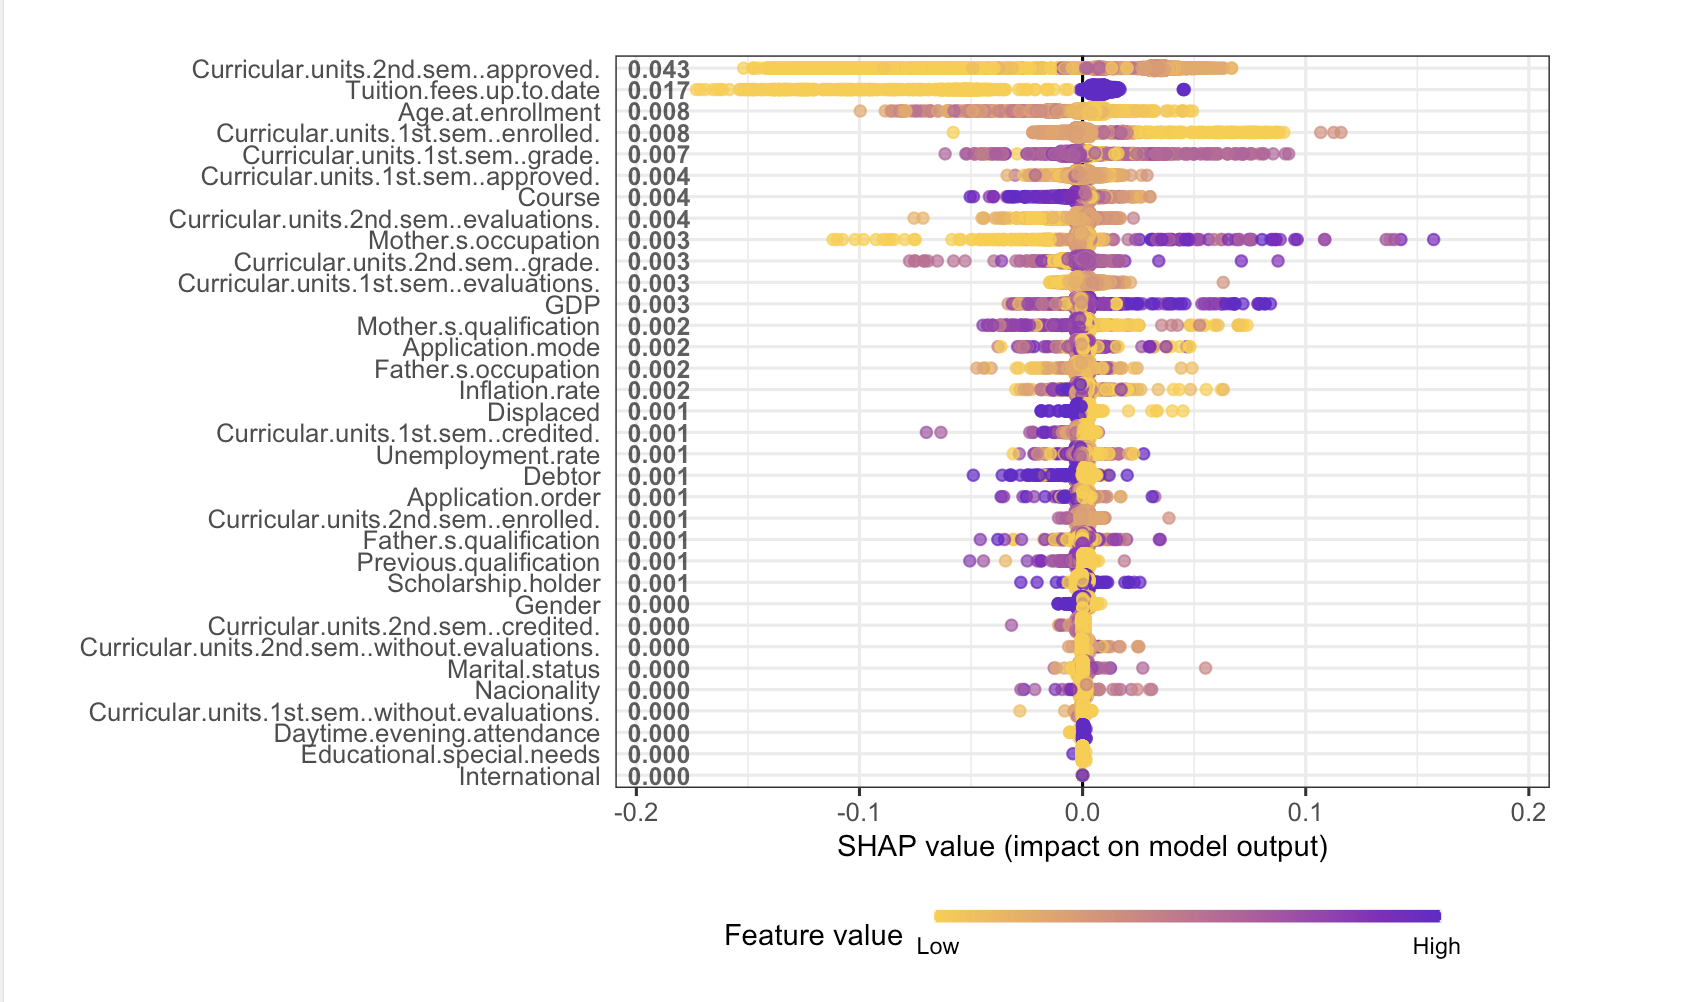 Curricular.units.2nd.sem..approved. 0.043
Tuition.fees.up.to.date 0.017
Age.at.enrollment 0.008
Curricular.units.1st.sem..enrolled. 0.008
Curricular.units.1st.sem..grade. 0.007
Curricular.units.1st.sem..approved. 0.004
Course 0.004
Curricular.units.2nd.sem..evaluations. 0.004
Mother.s.occupation 0.003
Curricular.units.2nd.sem..grade. 0.003
Curricular.units.1st.sem..evaluations. 0.003
GDP 0.003
Mother.s.qualification 0.002
Application.mode 0.002
Father.s.occupation 0.002
Inflation.rate 0.002
Displaced 0.001
Curricular.units.1st.sem..credited. 0.001
Unemployment.rate 0.001
Debtor 0.001
Application.order 0.001
Curricular.units.2nd.sem..enrolled. 0.001
Father.s.qualification 0.001
Previous.qualification 0.001
Scholarship.holder 0.001
Gender 0.000
Curricular.units.2nd.sem..credited. 0.000
Curricular.units.2nd.sem..without.evaluations. 0.000
Marital.status 0.000
Nacionality 0.000
Curricular.units.1st.sem..without.evaluations. 0.000
Daytime.evening.attendance 0.000
Educational.special.needs 0.000
International 0.000
-0.2 -0.1 0.0 0.1 0.2
SHAP value (impact on model output)
Feature value
Low High